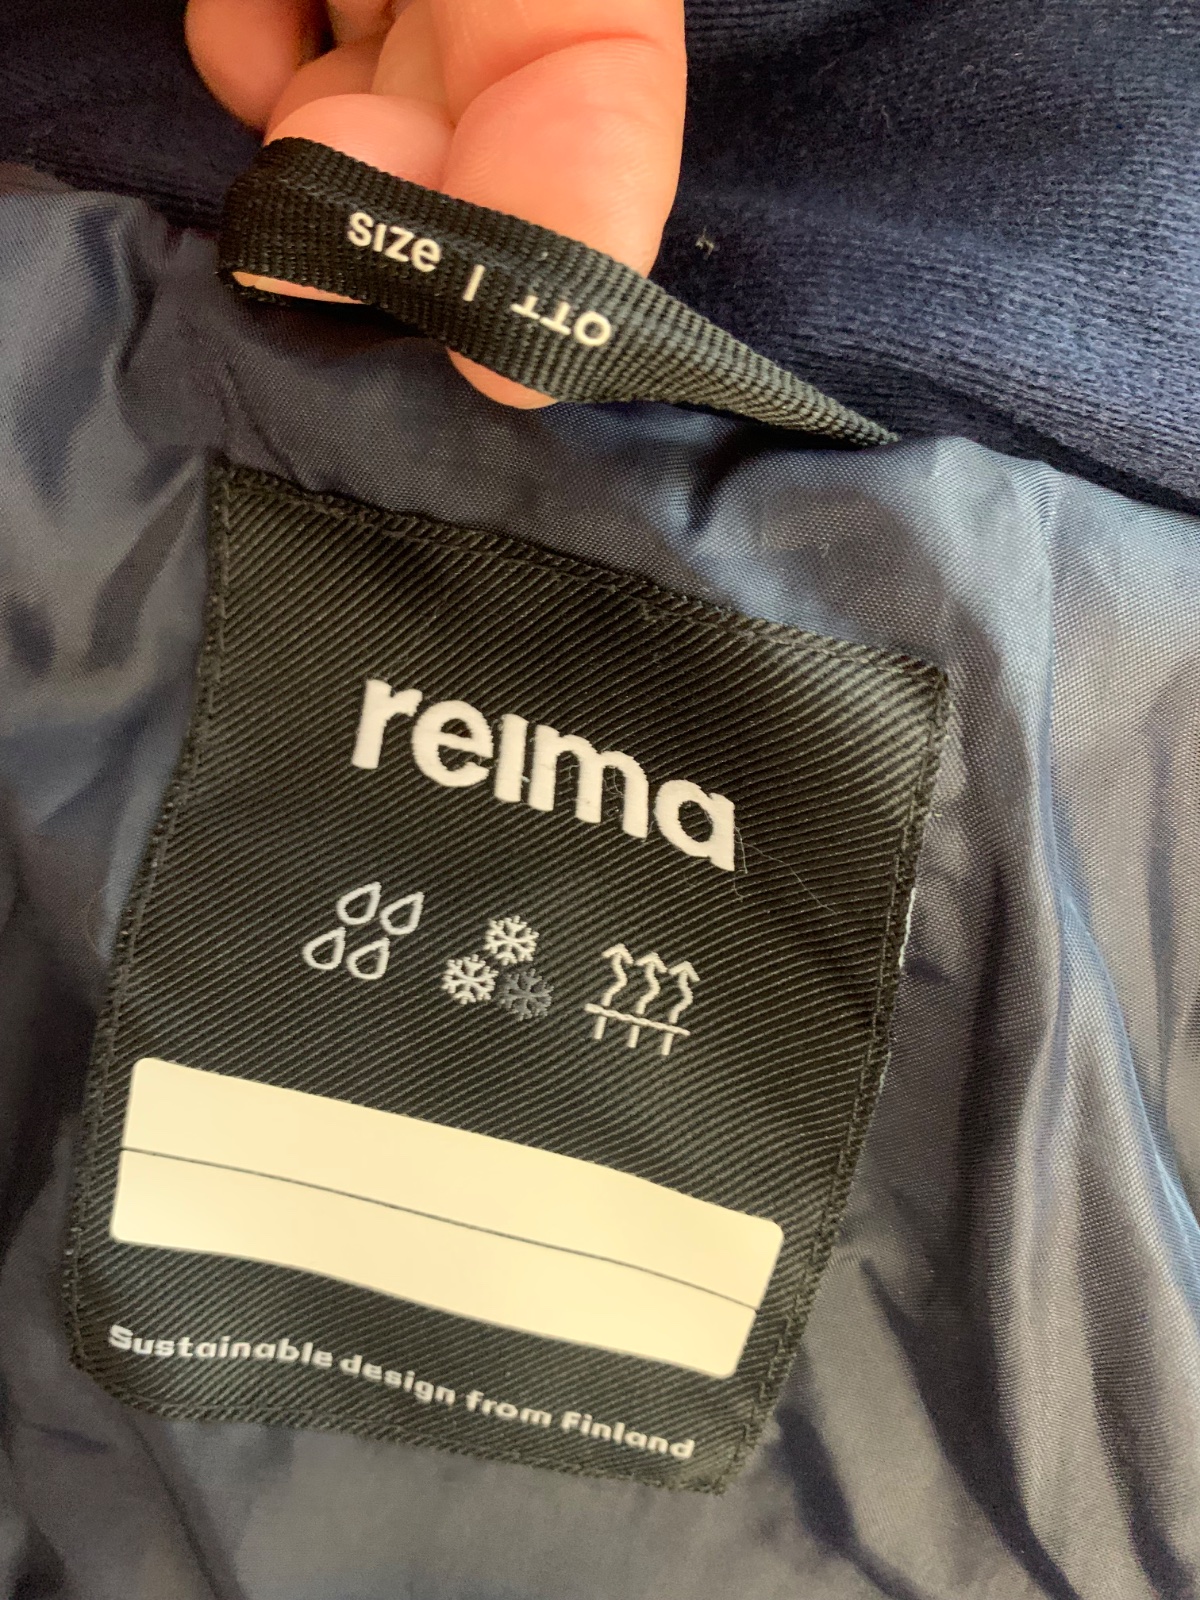 size | 110
reima
Sustainable design from Finland